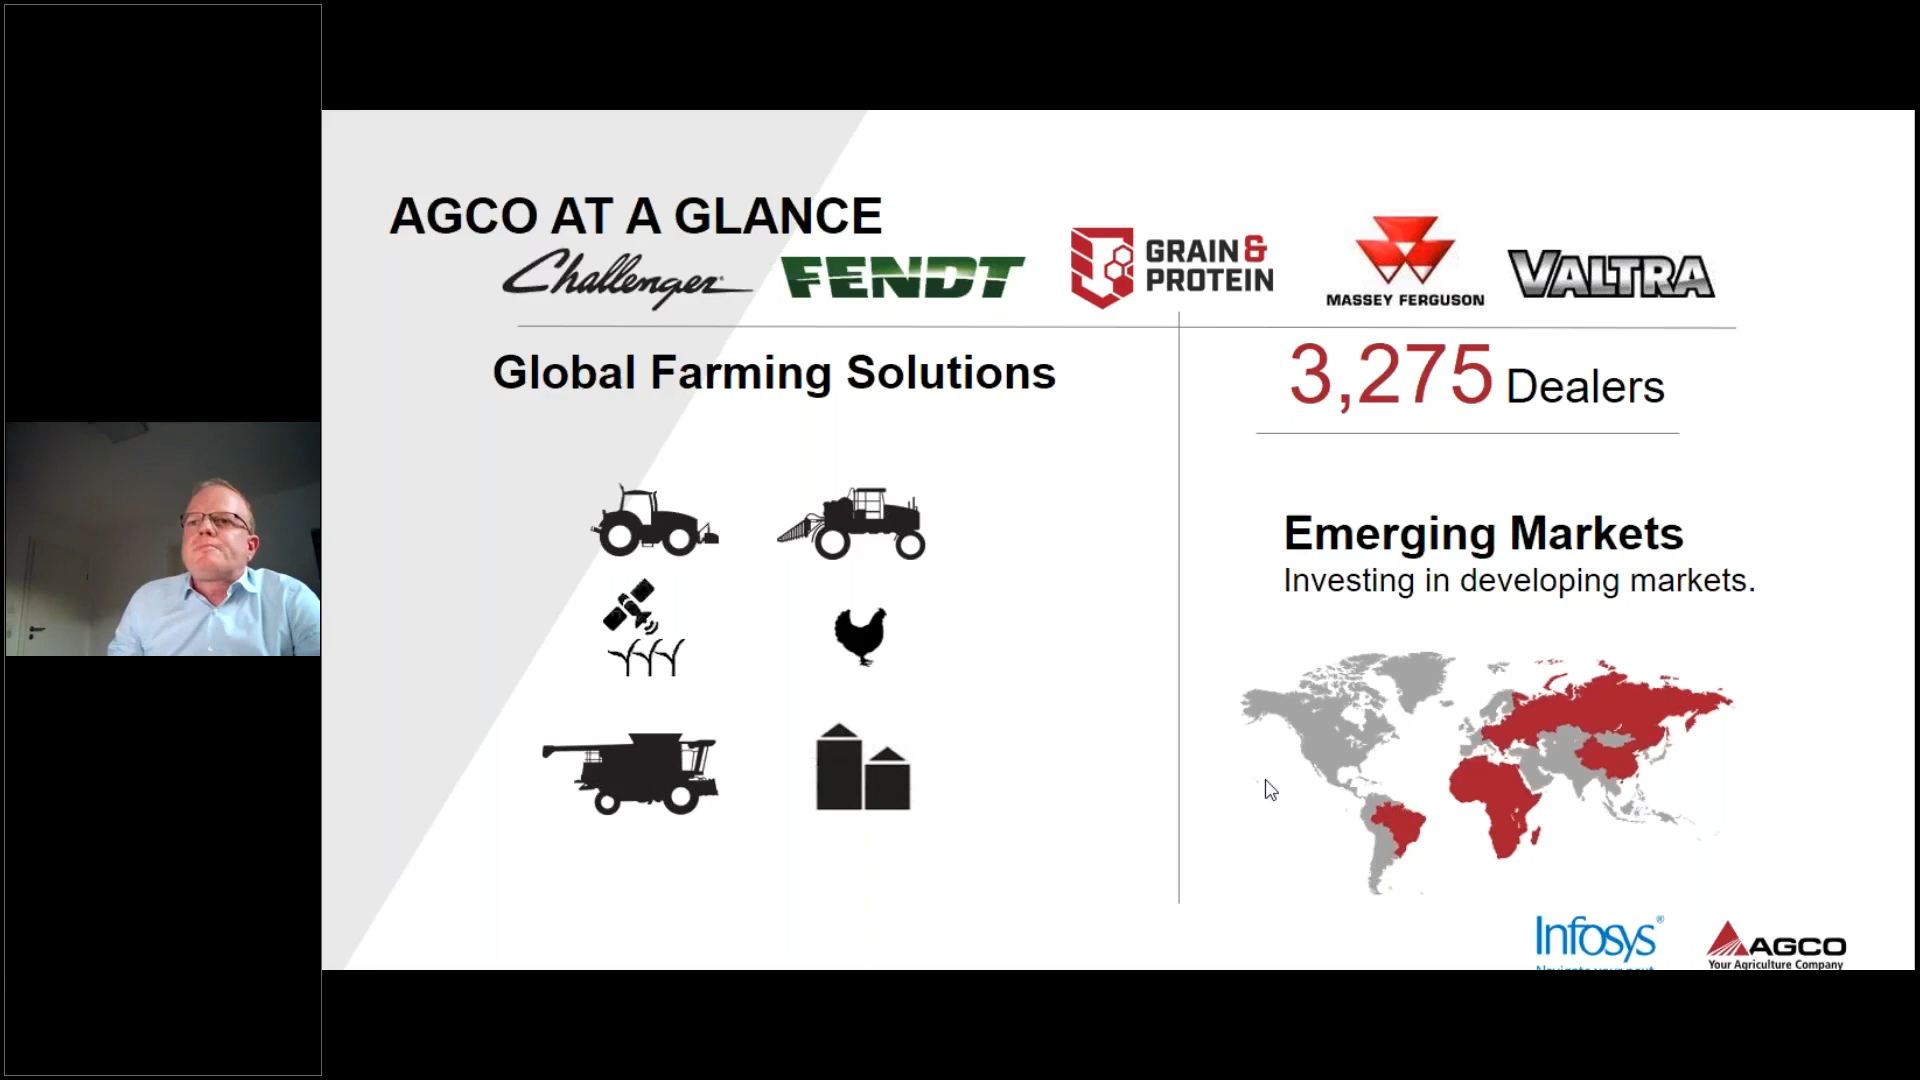 AGCO AT A GLANCE
Challenger
FENDT
GRAIN &
PROTEIN
MASSEY FERGUSON
VALTRA
Global Farming Solutions
3,275 Dealers
Emerging Markets
Investing in developing markets.
Infosys®
AGCO
Your Agriculture Company